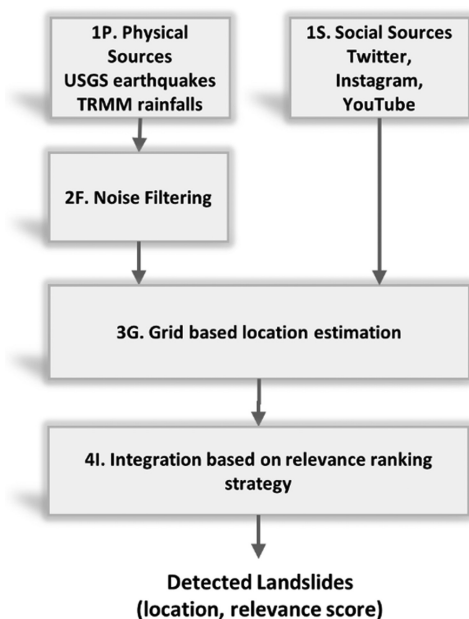 1P. Physical
Sources
USGS earthquakes
TRMM rainfalls
1S. Social Sources
Twitter,
Instagram,
YouTube
2F. Noise Filtering
3G. Grid based location estimation
4I. Integration based on relevance ranking
strategy
Detected Landslides
(location, relevance score)